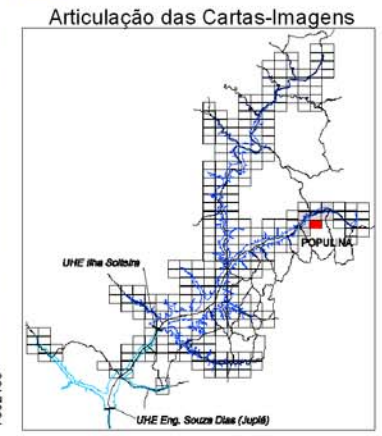 Articulação das Cartas-Imagens
POPULINA
UHE Ilha Solteira
UHE Eng. Souza Dias (Jupiá)